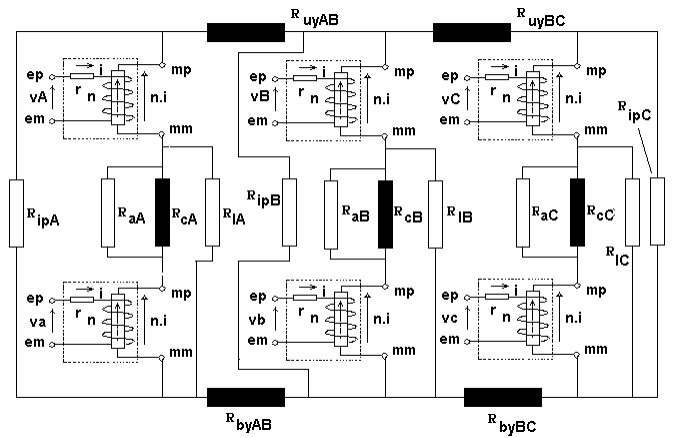 RuyAB RuyBC
ep i mp ep i mp ep i mp
vA r n n.i vB r n n.i vC r n n.i
em mm em mm em mm
RipC
RipA RaA RcA RlA RipB RaB RcB RlB RaC RcC RlC
ep i mp ep i mp ep i mp
va r n n.i vb r n n.i vc r n n.i
em mm em mm em mm
RbyAB RbyBC